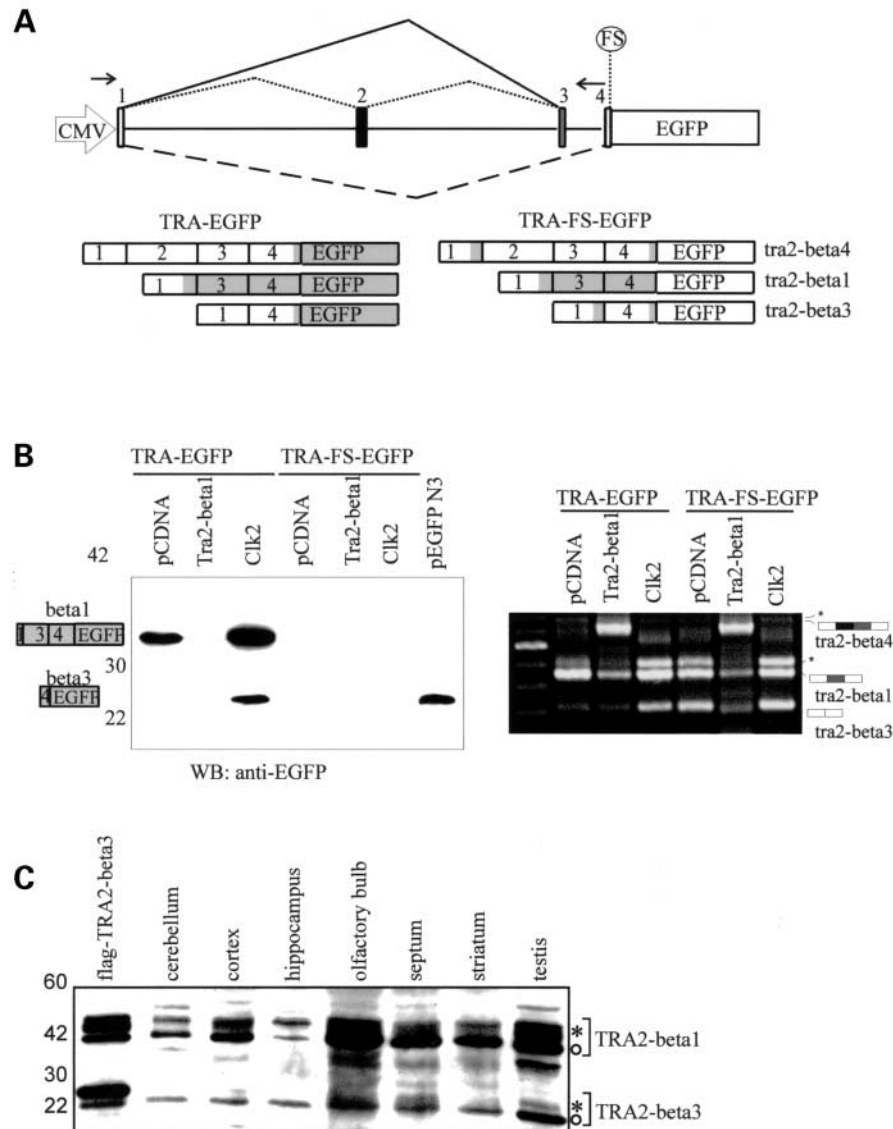 A
FS
1
2
3
4
CMV
EGFP
TRA-EGFP
TRA-FS-EGFP
1 2 3 4 EGFP
1 2 3 4 EGFP tra2-beta4
1 3 4 EGFP
1 3 4 EGFP tra2-beta1
1 4 EGFP
1 4 EGFP tra2-beta3
B
TRA-EGFP
TRA-FS-EGFP
pCDNA
Tra2-beta1
Clk2
pCDNA
Tra2-beta1
Clk2
pEGFP N3
42
beta1
3 4 EGFP
30
beta3
4 EGFP
22
WB: anti-EGFP
TRA-EGFP
TRA-FS-EGFP
pCDNA
Tra2-beta1
Clk2
pCDNA
Tra2-beta1
Clk2
*
tra2-beta4
*
tra2-beta1
tra2-beta3
C
flag-TRA2-beta3
cerebellum
cortex
hippocampus
olfactory bulb
septum
striatum
testis
60
42
30
22
* TRA2-beta1
* TRA2-beta3